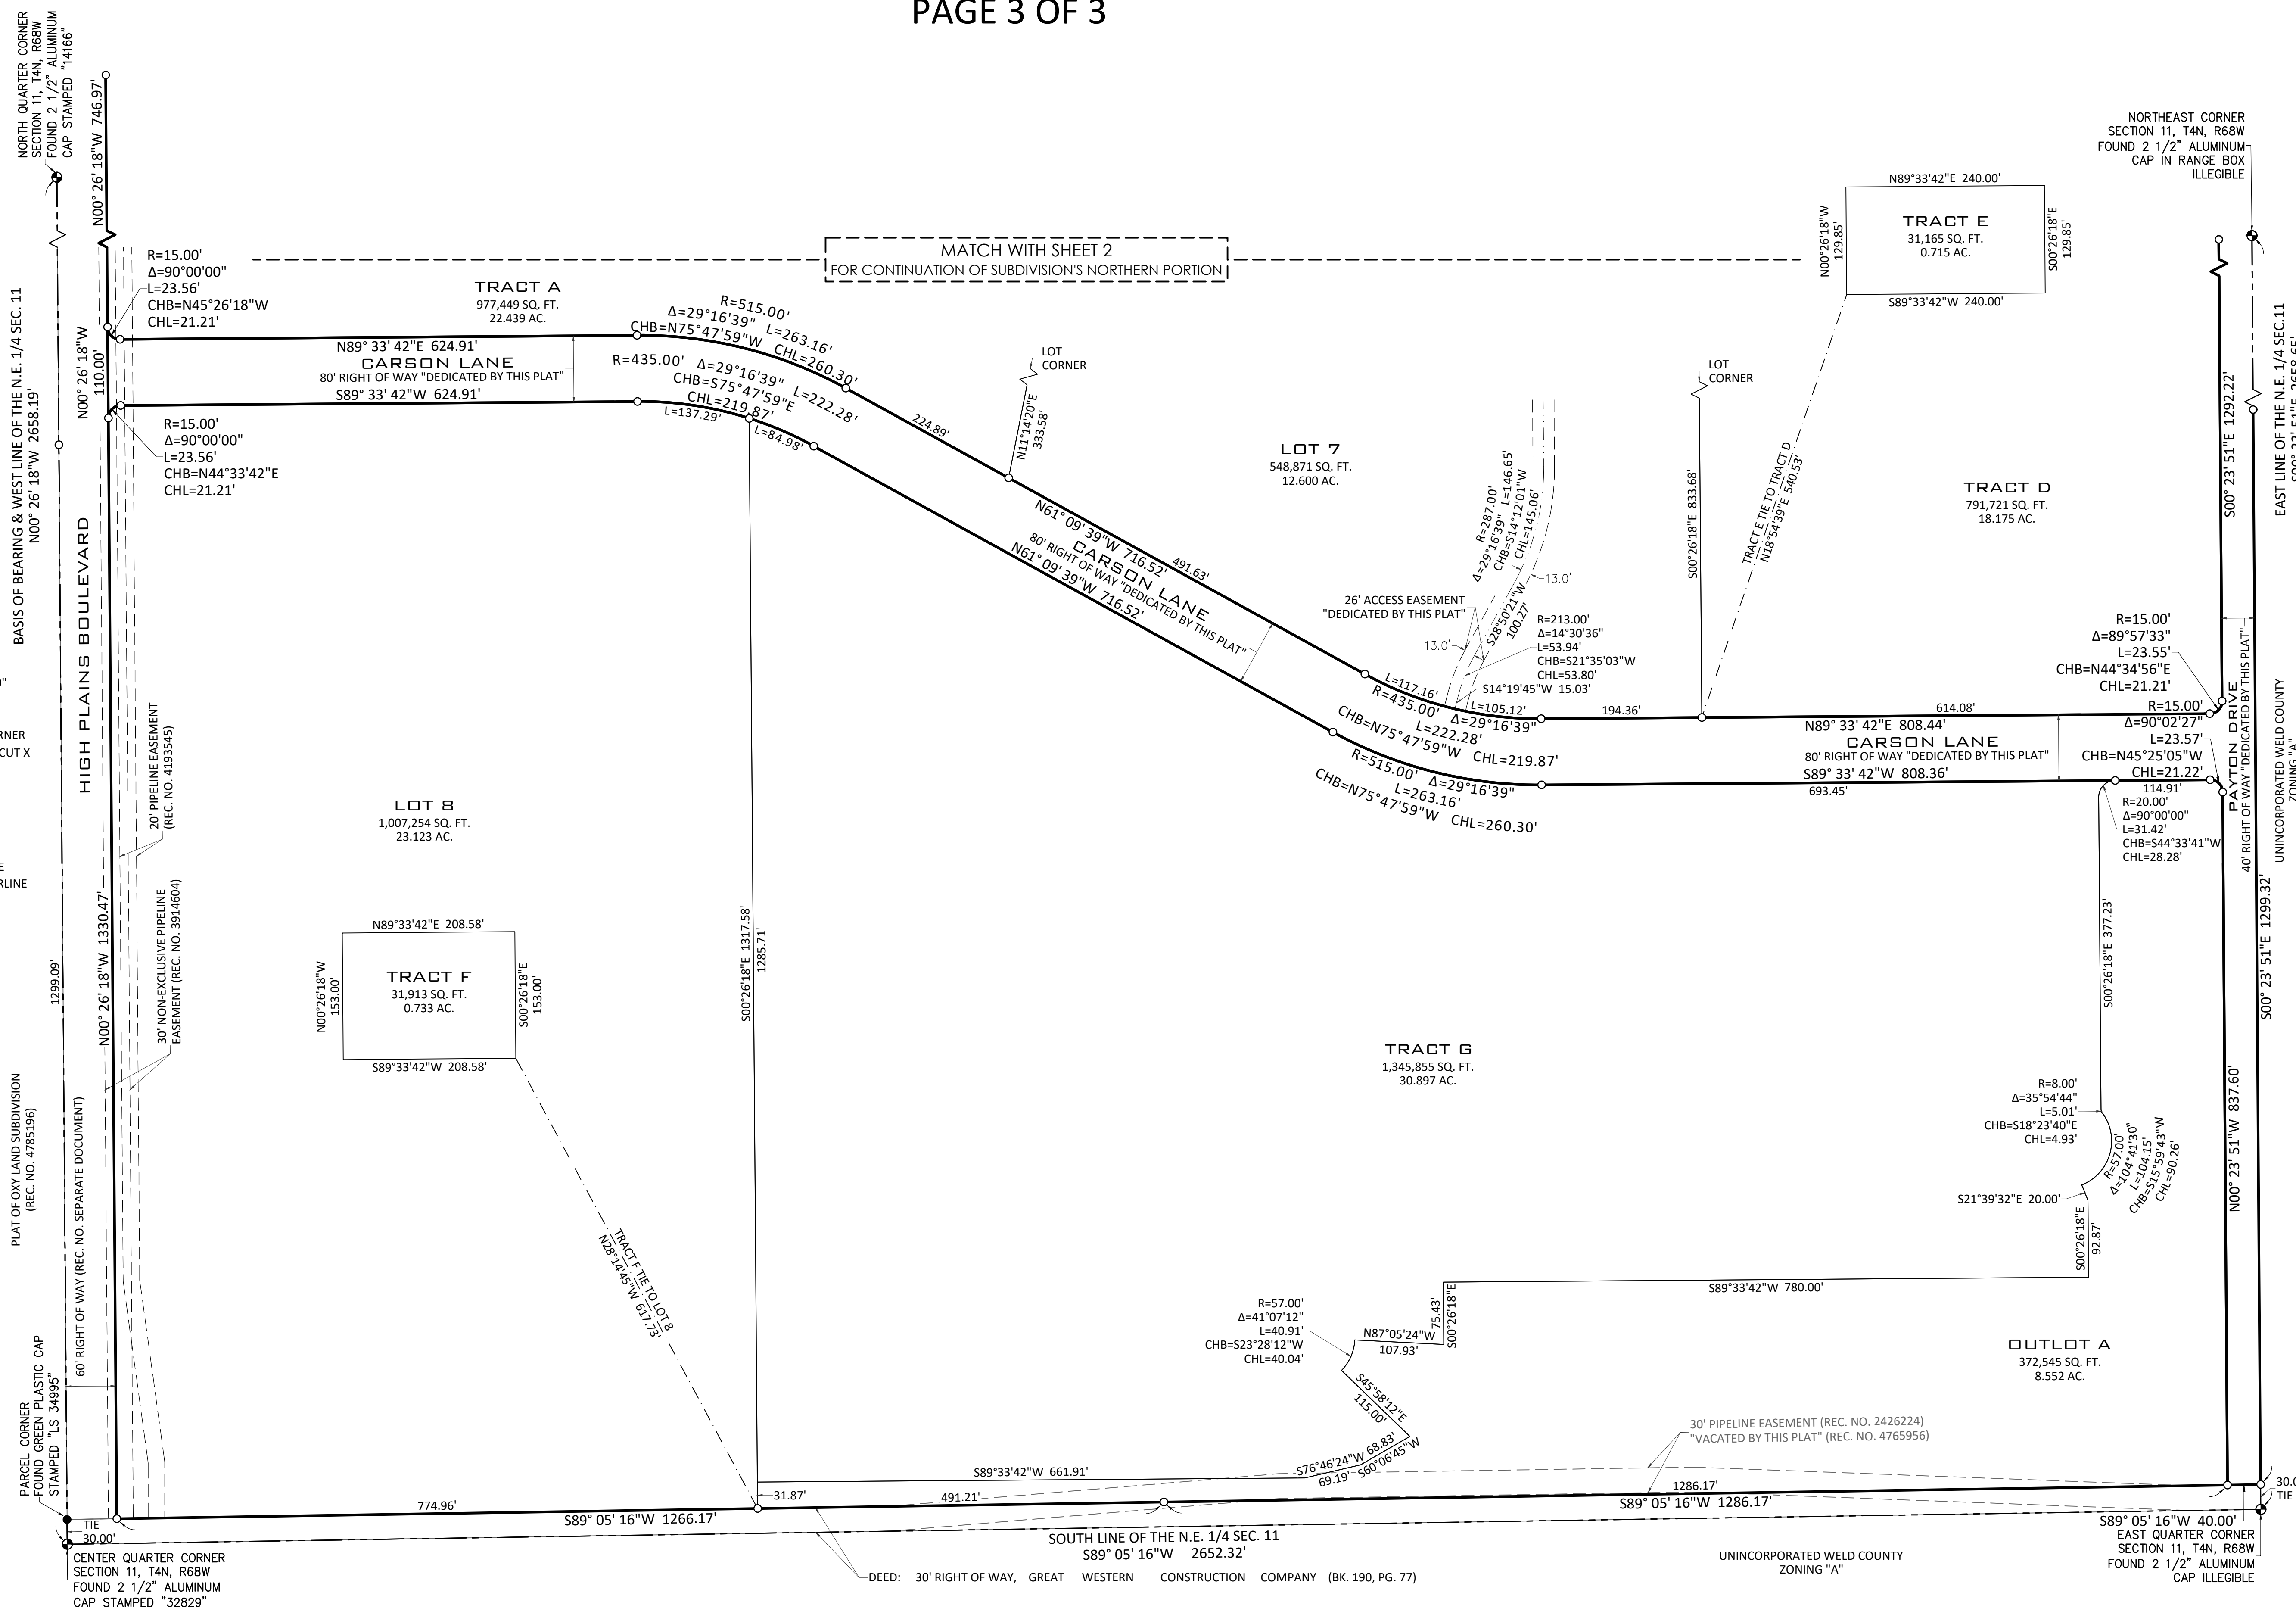 PAGE 3 OF 3
NORTH QUARTER CORNER
SECTION 11, T4N, R68W
FOUND 2 1/2" ALUMINUM
CAP STAMPED "14166"
N00° 26' 18"W 746.97'
NORTHEAST CORNER
SECTION 11, T4N, R68W
FOUND 2 1/2" ALUMINUM
CAP IN RANGE BOX
ILLEGIBLE
N89°33'42"E 240.00'
N00°26'18"W
129.85'
TRACT E
31,165 SQ. FT.
0.715 AC.
S00°26'18"E
129.85'
S89°33'42"W 240.00'
MATCH WITH SHEET 2
FOR CONTINUATION OF SUBDIVISION'S NORTHERN PORTION
R=15.00'
Δ=90°00'00"
L=23.56'
CHB=N45°26'18"W
CHL=21.21'
TRACT A
977,449 SQ. FT.
22.439 AC.
R=515.00'
Δ=29°16'39" L=263.16'
CHB=N75°47'59"W CHL=260.30'
BASIS OF BEARING & WEST LINE OF THE N.E. 1/4 SEC. 11
N00° 26' 18"W 2658.19'
N00° 26' 18"W
110.00'
N89° 33' 42"E 624.91'
CARSON LANE
80' RIGHT OF WAY "DEDICATED BY THIS PLAT"
S89° 33' 42"W 624.91'
R=435.00' Δ=29°16'39" L=222.28'
CHB=S75°47'59"E
CHL=219.87'
L=137.29'
L=84.98'
R=15.00'
Δ=90°00'00"
L=23.56'
CHB=N44°33'42"E
CHL=21.21'
224.89'
LOT
CORNER
N11°14'20"E
333.58'
LOT 7
548,871 SQ. FT.
12.600 AC.
N61° 09' 39"W 716.52'
491.63'
CARSON LANE
80' RIGHT OF WAY "DEDICATED BY THIS PLAT"
N61° 09' 39"W 716.52'
R=287.00'
Δ=29°16'39" L=146.65'
CHB=S14°12'01"W
CHL=145.06'
13.0'
S28°50'21"W
100.27'
26' ACCESS EASEMENT
"DEDICATED BY THIS PLAT"
13.0'
R=213.00'
Δ=14°30'36"
L=53.94'
CHB=S21°35'03"W
CHL=53.80'
S14°19'45"W 15.03'
L=117.16'
L=105.12'
R=435.00' Δ=29°16'39"
L=222.28'
CHB=N75°47'59"W CHL=219.87'
R=515.00' Δ=29°16'39"
L=263.16'
CHB=N75°47'59"W CHL=260.30'
LOT
CORNER
S00°26'18"E 833.68'
TRACT E TIE TO TRACT D
N18°54'39"E 540.53'
TRACT D
791,721 SQ. FT.
18.175 AC.
194.36'
614.08'
N89° 33' 42"E 808.44'
CARSON LANE
80' RIGHT OF WAY "DEDICATED BY THIS PLAT"
S89° 33' 42"W 808.36'
693.45'
114.91'
R=15.00'
Δ=89°57'33"
L=23.55'
CHB=N44°34'56"E
CHL=21.21'
R=15.00'
Δ=90°02'27"
L=23.57'
CHB=N45°25'05"W
CHL=21.22'
R=20.00'
Δ=90°00'00"
L=31.42'
CHB=S44°33'41"W
CHL=28.28'
S00° 23' 51"E 1292.22'
PAYTON DRIVE
40' RIGHT OF WAY "DEDICATED BY THIS PLAT"
EAST LINE OF THE N.E. 1/4 SEC.11
S00° 23' 51"E 2658.65'
UNINCORPORATED WELD COUNTY
ZONING "A"
S00° 23' 51"E 1299.32'
N00° 23' 51"W 837.60'
HIGH PLAINS BOULEVARD
RNER
CUT X
E
RLINE
20' PIPELINE EASEMENT
(REC. NO. 4193545)
30' NON-EXCLUSIVE PIPELINE
EASEMENT (REC. NO. 3914604)
N00° 26' 18"W 1330.47'
1299.09'
LOT 8
1,007,254 SQ. FT.
23.123 AC.
N89°33'42"E 208.58'
N00°26'18"W
153.00'
TRACT F
31,913 SQ. FT.
0.733 AC.
S00°26'18"E
153.00'
S89°33'42"W 208.58'
TRACT F TIE TO LOT 8
N28°14'45"W 617.73'
S00°26'18"E 1317.58'
1285.71'
TRACT G
1,345,855 SQ. FT.
30.897 AC.
S00°26'18"E 377.23'
R=8.00'
Δ=35°54'44"
L=5.01'
CHB=S18°23'40"E
CHL=4.93'
R=57.00'
Δ=104°41'30"
L=104.15'
CHB=S15°59'43"W
CHL=90.26'
S21°39'32"E 20.00'
S00°26'18"E
92.87'
S89°33'42"W 780.00'
75.43'
S00°26'18"E
N87°05'24"W
107.93'
R=57.00'
Δ=41°07'12"
L=40.91'
CHB=S23°28'12"W
CHL=40.04'
S45°58'12"E
115.00'
S60°06'45"W
68.83'
S76°46'24"W
69.19'
S89°33'42"W 661.91'
OUTLOT A
372,545 SQ. FT.
8.552 AC.
30' PIPELINE EASEMENT (REC. NO. 2426224)
"VACATED BY THIS PLAT" (REC. NO. 4765956)
PLAT OF OXY LAND SUBDIVISION
(REC. NO. 4785196)
60' RIGHT OF WAY (REC. NO. SEPARATE DOCUMENT)
PARCEL CORNER
FOUND GREEN PLASTIC CAP
STAMPED "LS 34995"
774.96'
31.87'
491.21'
S89° 05' 16"W 1266.17'
1286.17'
S89° 05' 16"W 1286.17'
TIE
30.00'
SOUTH LINE OF THE N.E. 1/4 SEC. 11
S89° 05' 16"W 2652.32'
CENTER QUARTER CORNER
SECTION 11, T4N, R68W
FOUND 2 1/2" ALUMINUM
CAP STAMPED "32829"
DEED: 30' RIGHT OF WAY, GREAT WESTERN CONSTRUCTION COMPANY (BK. 190, PG. 77)
UNINCORPORATED WELD COUNTY
ZONING "A"
TIE
S89° 05' 16"W 40.00'
EAST QUARTER CORNER
SECTION 11, T4N, R68W
FOUND 2 1/2" ALUMINUM
CAP ILLEGIBLE